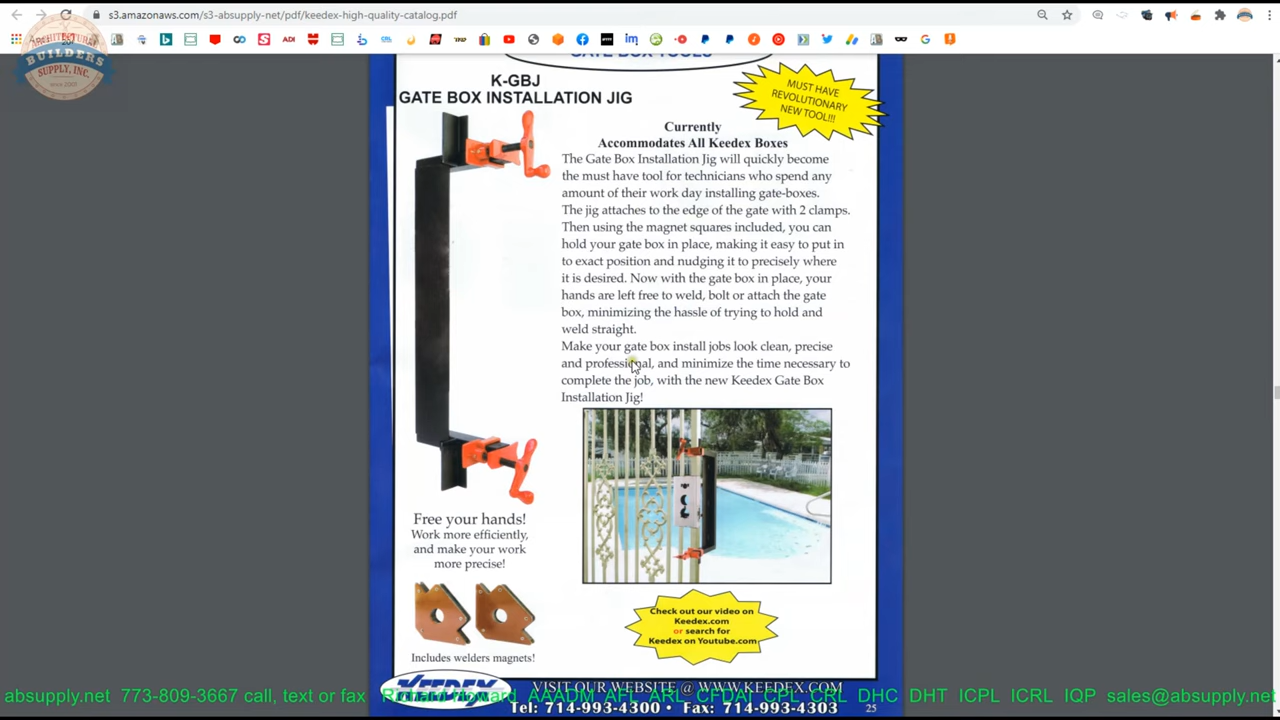 s3.amazonaws.com/s3-absupply-net/pdf/keedex-high-quality-catalog.pdf
ARCHITECTURAL
BUILDERS
SUPPLY, INC.
GATE BOX TOOLS
K-GBJ
GATE BOX INSTALLATION JIG
MUST HAVE
REVOLUTIONARY
NEW TOOL!!!
Currently
Accommodates All Keedex Boxes
The Gate Box Installation Jig will quickly become
the must have tool for technicians who spend any
amount of their work day installing gate-boxes.
The jig attaches to the edge of the gate with 2 clamps.
Then using the magnet squares included, you can
hold your gate box in place, making it easy to put in
to exact position and nudging it to precisely where
it is desired. Now with the gate box in place, your
hands are left free to weld, bolt or attach the gate
box, minimizing the hassle of trying to hold and
weld straight.
Make your gate box install jobs look clean, precise
and professional, and minimize the time necessary to
complete the job, with the new Keedex Gate Box
Installation Jig!
Free your hands!
Work more efficiently,
and make your work
more precise!
Includes welders magnets!
Check out our video on
Keedex.com
or search for
Keedex on Youtube.com
KEEDEX
VISIT OUR WEBSITE @ WWW.KEEDEX.COM
Tel: 714-993-4300 • Fax: 714-993-4303
25
absupply.net 773-809-3667 call, text or fax Richard Howard AAADM AFL ARL CFDAI CPL CRL DHC DHT ICPL ICRL IQP sales@absupply.net